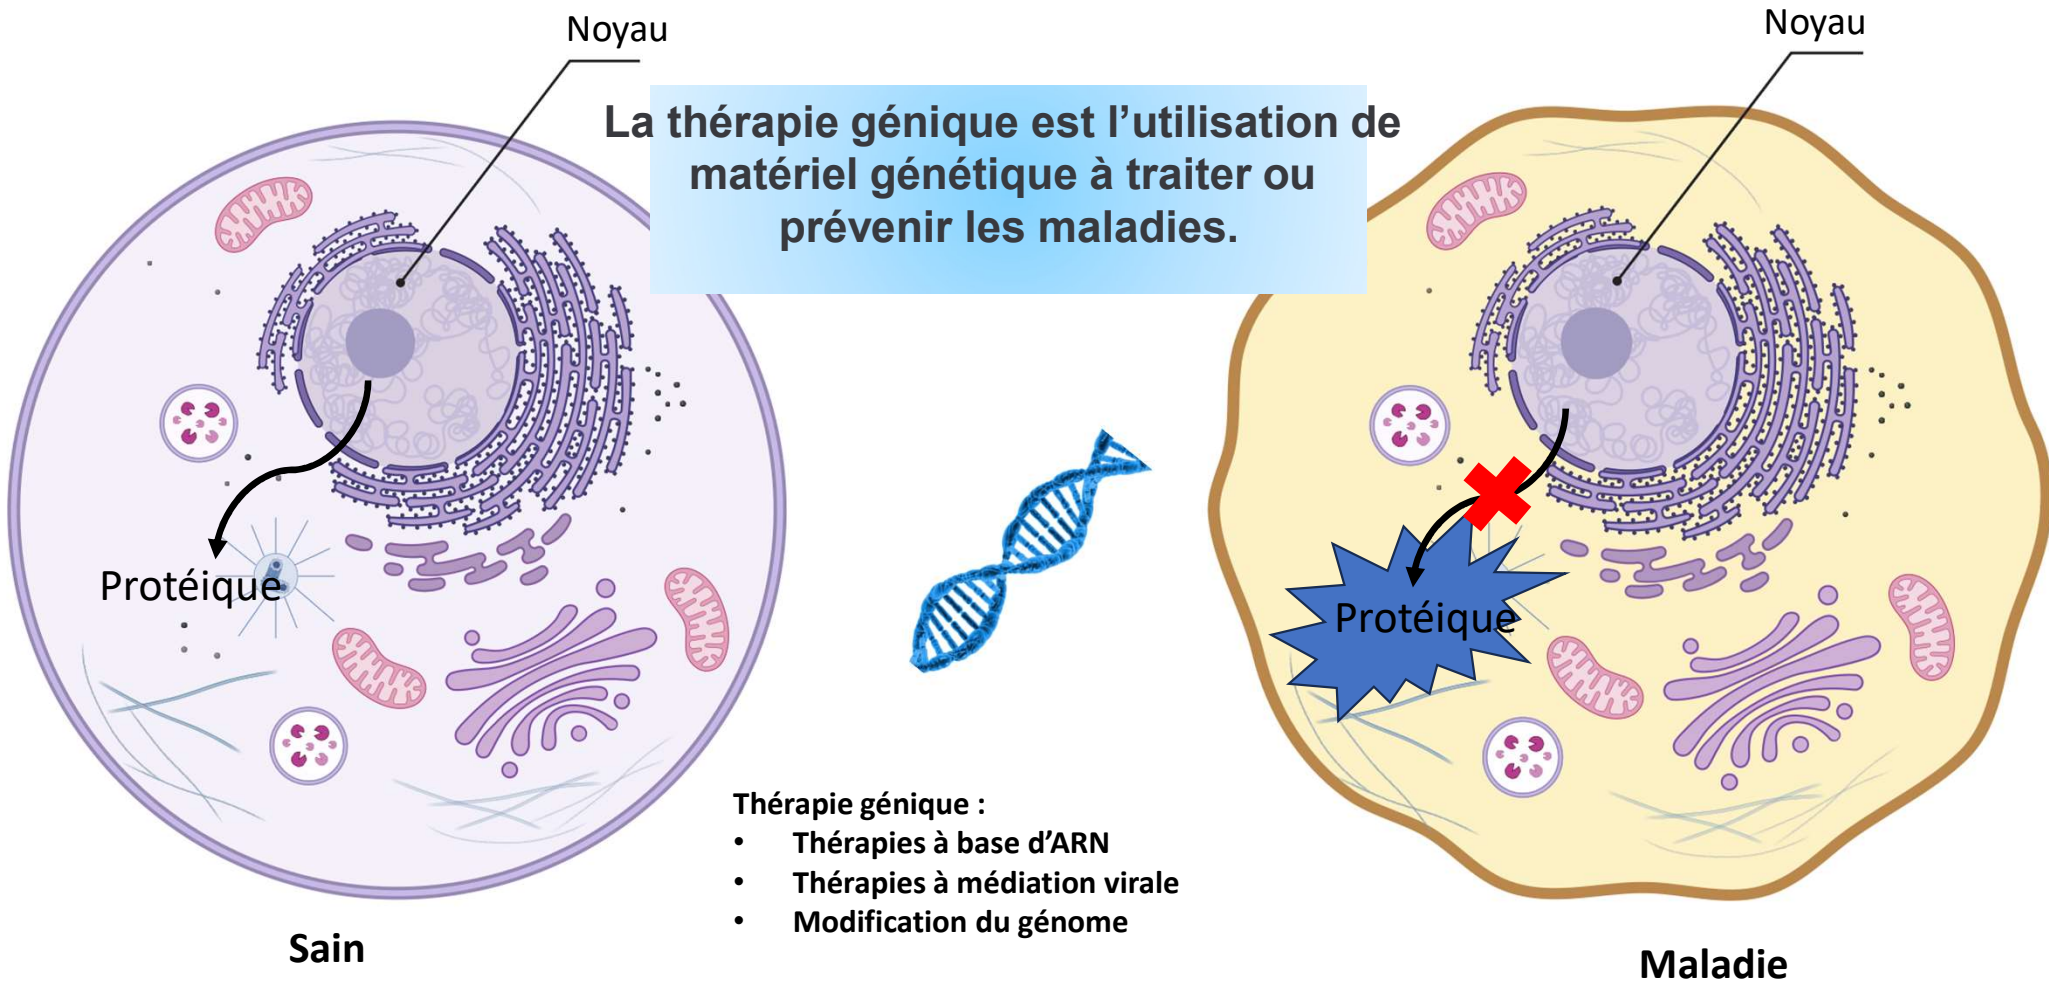 Noyau
Noyau
La thérapie génique est l’utilisation de
matériel génétique à traiter ou
prévenir les maladies.
Protéique
Protéique
Thérapie génique :
• Thérapies à base d’ARN
• Thérapies à médiation virale
• Modification du génome
Sain
Maladie